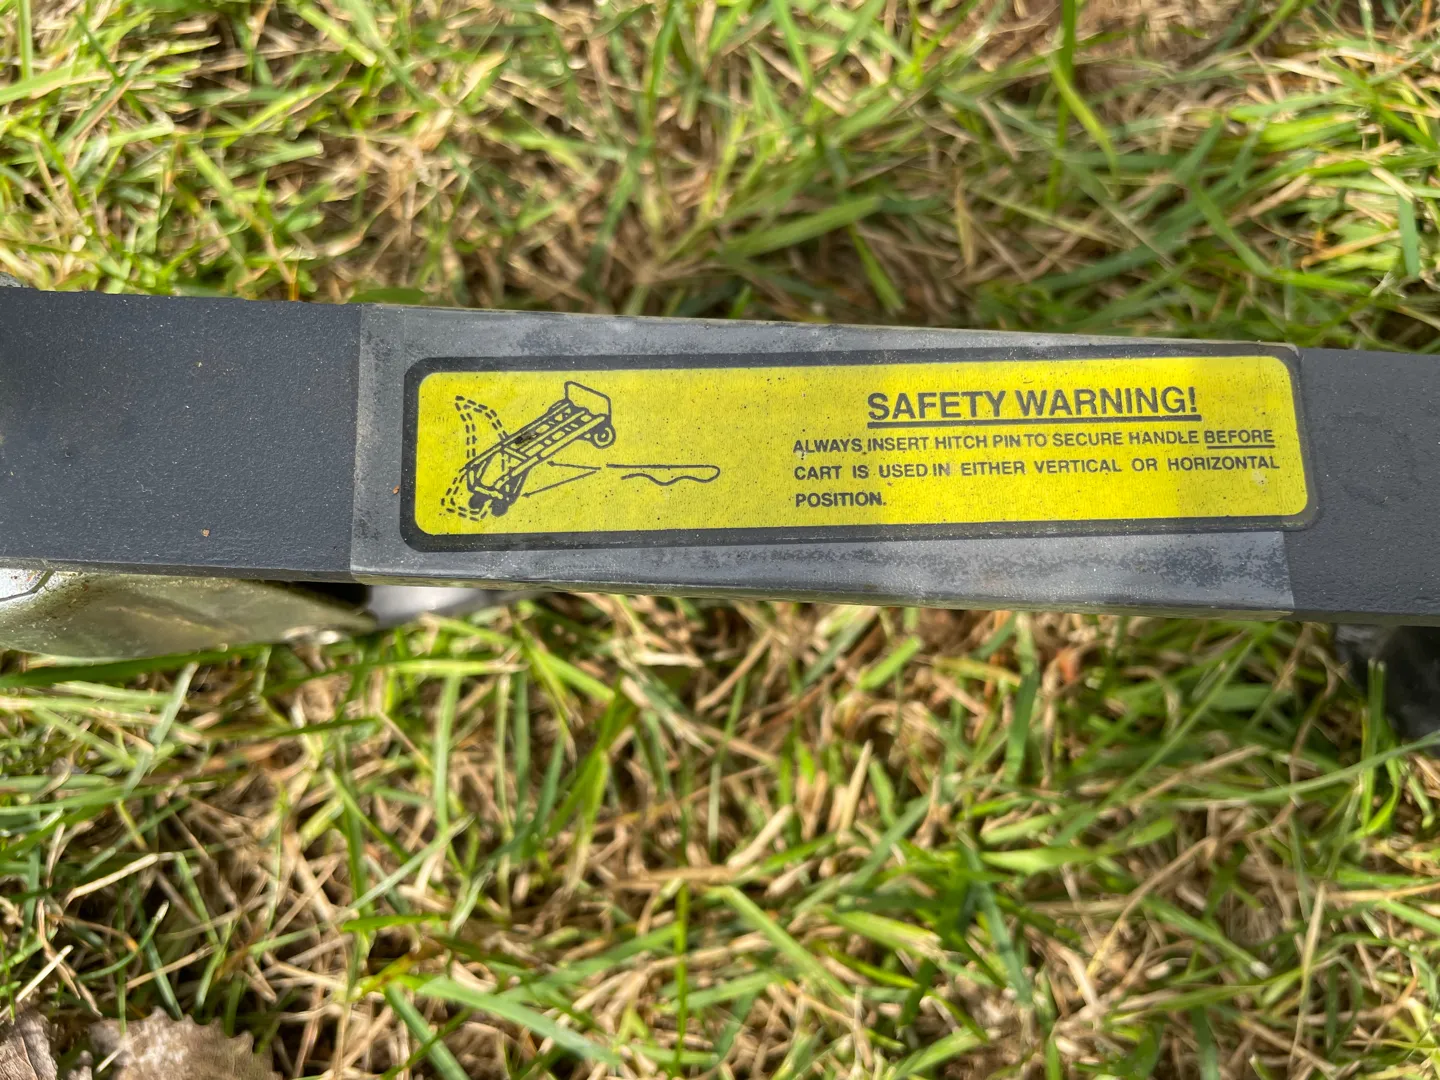 SAFETY WARNING!
ALWAYS INSERT HITCH PIN TO SECURE HANDLE BEFORE
CART IS USED IN EITHER VERTICAL OR HORIZONTAL
POSITION.